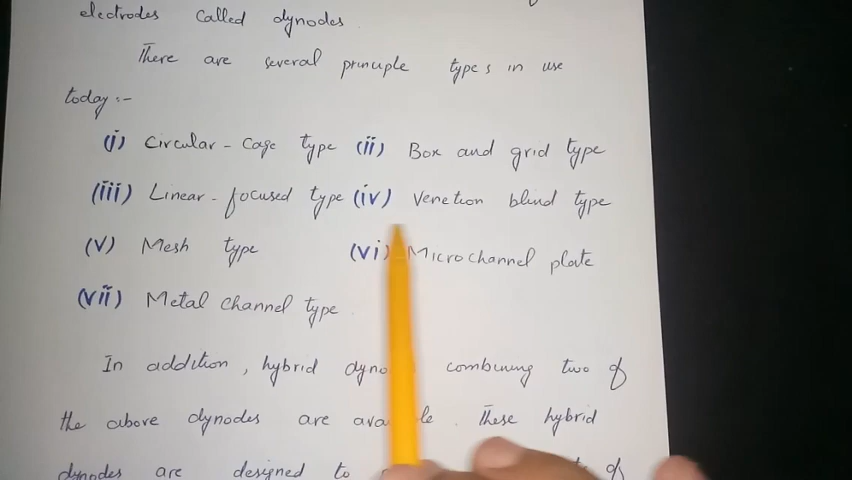 electrodes called dynodes.
There are several principle types in use
today :-
(i) Circular - Cage type (ii) Box and grid type
(iii) Linear - focused type (iv) Venetion blind type
(v) Mesh type (vi) Microchannel plate
(vii) Metal channel type.
In addition, hybrid combining two of
the above dynodes are. These hybrid
dynodes are designed to of